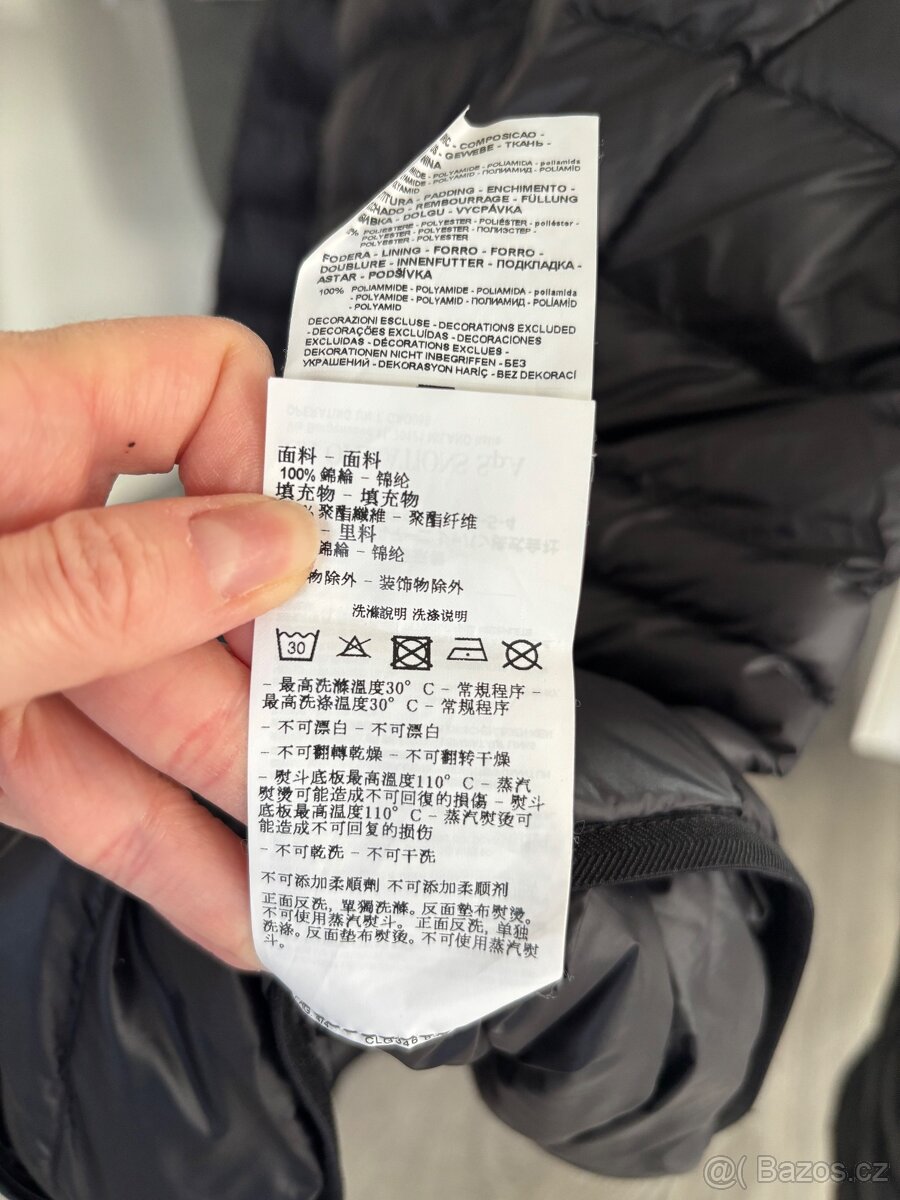 - COMPOSICAO -
- GEWEBE - ТКАНЬ -
- POLYAMIDE - POLIAMIDA - poliamida
- POLYAMIDE - POLYAMID - ПОЛИАМИД - POLİAMİD
- PADDING - ENCHIMENTO -
- REMBOURRAGE - FÜLLUNG
- DOLGU - VYCPÁVKA
POLIESTERE - POLYESTER - POLIÉSTER - poliéster -
POLYESTER - POLYESTER - ПОЛИЭСТЕР -
POLYESTER - POLYESTER
FODERA - LINING - FORRO - FORRO -
DOUBLURE - INNENFUTTER - ПОДКЛАДКА -
ASTAR - PODŠÍVKA
100% POLIAMMIDE - POLYAMIDE - POLIAMIDA - poliamida
- POLYAMIDE - POLYAMID - ПОЛИАМИД - POLİAMİD
- POLYAMID
DECORAZIONI ESCLUSE - DECORATIONS EXCLUDED
- DECORAÇÕES EXCLUÍDAS - DECORACIONES
EXCLUIDAS - DÉCORATIONS EXCLUES -
DEKORATIONEN NICHT INBEGRIFFEN - БЕЗ
УКРАШЕНИЙ - DEKORASYON HARİÇ - BEZ DEKORACÍ
面料 - 面料
100% 錦綸 - 锦纶
填充物 - 填充物
% 聚酯纖維 - 聚酯纤维
- 里料
錦綸 - 锦纶
物除外 - 装饰物除外
洗滌說明 洗涤说明
30
- 最高洗滌溫度30° C - 常規程序 -
最高洗涤温度30° C - 常规程序
- 不可漂白 - 不可漂白
- 不可翻轉乾燥 - 不可翻转干燥
- 熨斗底板最高溫度110° C - 蒸汽
熨燙可能造成不可回復的損傷 - 熨斗
底板最高温度110° C - 蒸汽熨烫可
能造成不可回复的损伤
- 不可乾洗 - 不可干洗
不可添加柔順劑 不可添加柔顺剂
正面反洗, 單獨洗滌。反面墊布熨燙。
不可使用蒸汽熨斗。 正面反洗, 单独
洗涤。反面垫布熨烫。不可使用蒸汽熨
斗。
@( Bazos.cz